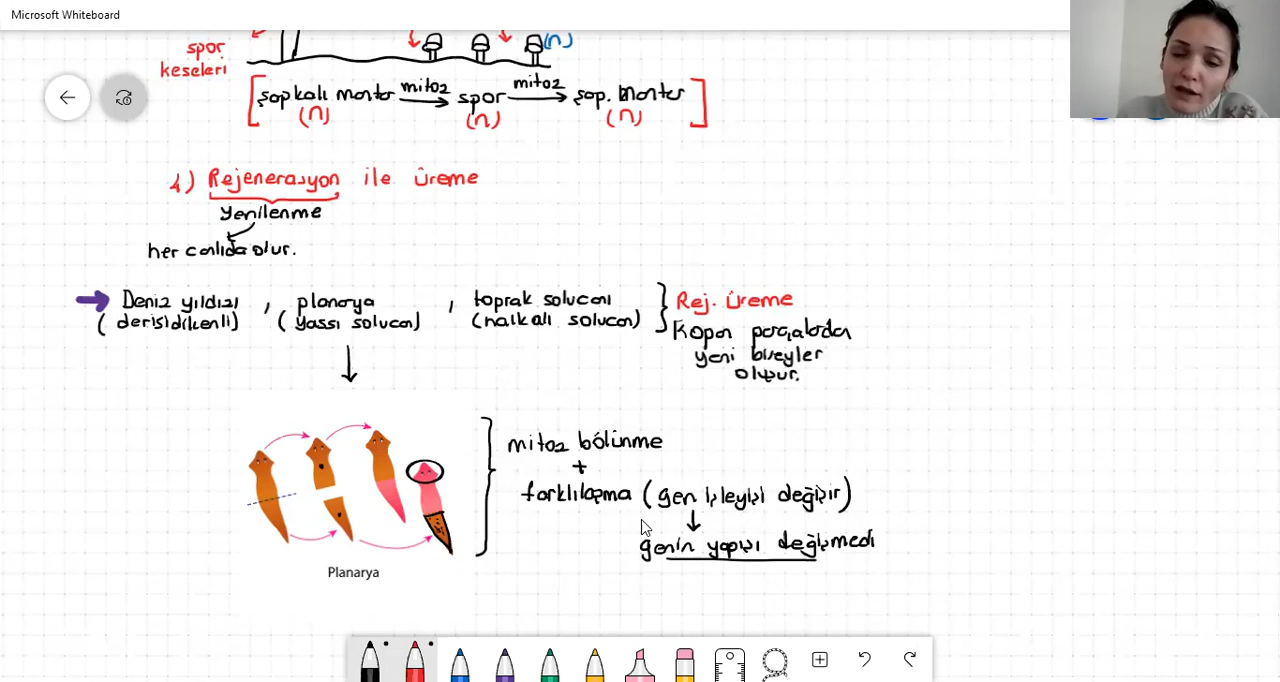 Microsoft Whiteboard
spor
keseleri
(n)
[şapkalı mantar mitoz → spor mitoz → şap. mantar]
(n) (n) (n)
4) Rejenerasyon ile üreme
yenilenme
her canlıda olur.
Deniz yıldızı , planarya , toprak solucanı } Rej. üreme
(derisidikenli) (yassı solucan) (halkalı solucan)
Kopan parçalardan
yeni bireyler
oluşur.
mitoz bölünme
+
farklılaşma (gen işleyişi değişir)
genin yapısı değişmedi
Planarya